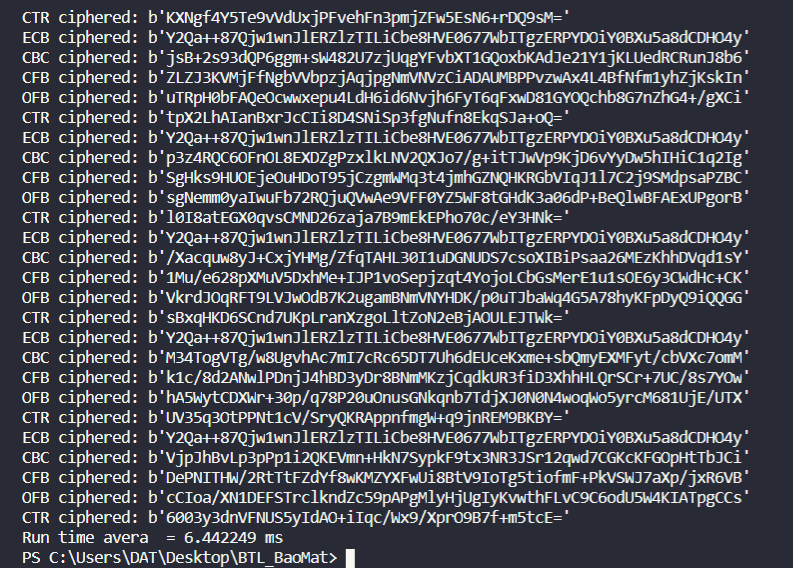 CTR ciphered: b'KXNgf4Y5Te9vVdUxjPFvehFn3pmjZFw5EsN6+rDQ9sM='
ECB ciphered: b'Y2Qa++87Qjw1wnJlERZlzTILiCbe8HVE0677WbITgzERPYDOiY0BXu5a8dCDHO4y'
CBC ciphered: b'jsB+2s93dQP6ggm+sW482U7zjUqgYFvbXT1GQoxbKAdJe21Y1jKLUedRCRunJ8b6'
CFB ciphered: b'ZLZJ3KVMjFfNgbVVbpzjAqjpgNmVNVzCiADAUMBPPvzwAx4L4BfNfm1yhZjKskIn'
OFB ciphered: b'uTRpH0bFAQeOcwwxepu4LdH6id6Nvjh6FyT6qFxwD81GYOQchb8G7nZhG4+/gXCi'
CTR ciphered: b'tpX2LhAIanBxrJcCIi8D4SNiSp3fgNufn8EkqSJa+oQ='
ECB ciphered: b'Y2Qa++87Qjw1wnJlERZlzTILiCbe8HVE0677WbITgzERPYDOiY0BXu5a8dCDHO4y'
CBC ciphered: b'p3z4RQC6OFnOL8EXDZgPzxlkLNV2QXJo7/g+itTJwVp9KjD6vYyDw5hIHiC1q2Ig'
CFB ciphered: b'SgHks9HUOEjeOuHDoT95jCzgmWMq3t4jmhGZNQHKRGbVIqJ1l7C2j9SMdpsaPZBC'
OFB ciphered: b'sgNemm0yaIwuFb72RQjuQVwAe9VFF0YZ5WF8tGHdK3a06dP+BeQlwBFAExUPgorB'
CTR ciphered: b'l0I8atEGX0qvsCMND26zaja7B9mEkEPho70c/eY3HNk='
ECB ciphered: b'Y2Qa++87Qjw1wnJlERZlzTILiCbe8HVE0677WbITgzERPYDOiY0BXu5a8dCDHO4y'
CBC ciphered: b'/Xacquw8yJ+CxjYHMg/ZfqTAHL30I1uDGNUDS7csoXIBiPsaa26MEzKhhDVqd1sY'
CFB ciphered: b'1Mu/e628pXMuV5DxhMe+IJP1voSepjzqt4YojoLCbGsMerE1u1sOE6y3CWdHc+CK'
OFB ciphered: b'VkrdJOqRFT9LVJwOdB7K2ugamBNmVNYHDK/p0uTJbaWq4G5A78hyKFpDyQ9iQQGG'
CTR ciphered: b'sBxqHKD6SCnd7UKpLranXzgoLltZoN2eBjAOULEJTWk='
ECB ciphered: b'Y2Qa++87Qjw1wnJlERZlzTILiCbe8HVE0677WbITgzERPYDOiY0BXu5a8dCDHO4y'
CBC ciphered: b'M34TogVTg/w8UgvhAc7mI7cRc65DT7Uh6dEUceKxme+sbQmyEXMFyt/cbVXc7omM'
CFB ciphered: b'k1c/8d2ANwlPDnjJ4hBD3yDr8BNmMKzjCqdkUR3fiD3XhhHLQrSCr+7UC/8s7YOw'
OFB ciphered: b'hA5WytCDXWr+30p/q78P20uOnusGNkqnb7TdjXJ0N0N4woqWo5yrcM681UjE/UTX'
CTR ciphered: b'UV35q3OtPPNt1cV/SryQKRAppnfmgW+q9jnREM9BKBY='
ECB ciphered: b'Y2Qa++87Qjw1wnJlERZlzTILiCbe8HVE0677WbITgzERPYDOiY0BXu5a8dCDHO4y'
CBC ciphered: b'VjpJhBvLp3pPp1i2QKEVmn+HkN7SypkF9tx3NR3JSr12qwd7CGKcKFGOpHtTbJCi'
CFB ciphered: b'DePNITHW/2RtTtFZdYf8wKMZYXFwUi8BtV9IoTg5tiofmF+PkVSWJ7aXp/jxR6VB'
OFB ciphered: b'cCIoa/XN1DEFSTrclkndZc59pAPgMlyHjUgIyKvwthFLvC9C6odU5W4KIATpgCCs'
CTR ciphered: b'6003y3dnVFNUS5yIdAO+iIqc/Wx9/XprO9B7f+m5tcE='
Run time avera  = 6.442249 ms
PS C:\Users\DAT\Desktop\BTL_BaoMat>